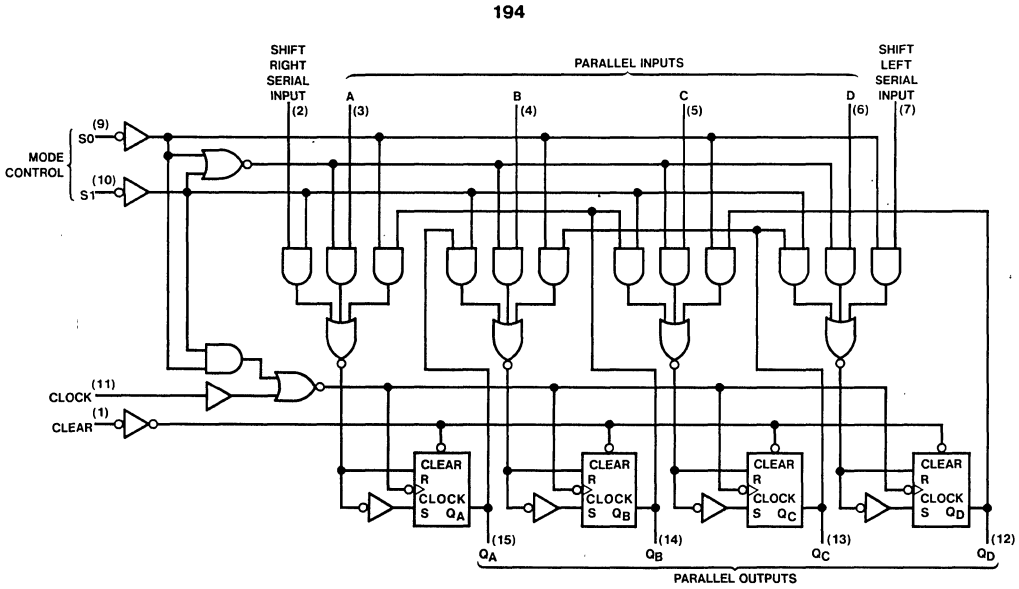 194
SHIFT
RIGHT
SERIAL
INPUT
(2)
PARALLEL INPUTS
A
(3)
B
(4)
C
(5)
D
(6)
SHIFT
LEFT
SERIAL
INPUT
(7)
MODE
CONTROL
S0 (9)
S1 (10)
CLOCK (11)
CLEAR (1)
CLEAR
R
CLOCK
S QA
CLEAR
R
CLOCK
S QB
CLEAR
R
CLOCK
S QC
CLEAR
R
CLOCK
S QD
(15)
QA
(14)
QB
(13)
QC
(12)
QD
PARALLEL OUTPUTS